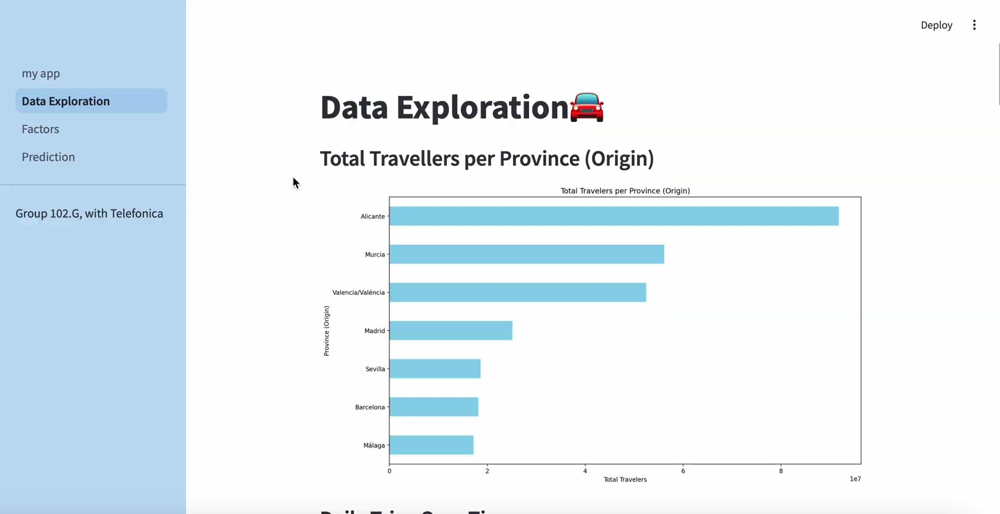 Deploy
my app
Data Exploration
Factors
Prediction
Group 102.G, with Telefonica
Data Exploration
Total Travellers per Province (Origin)
Total Travelers per Province (Origin)
Province (Origin)
Alicante
Murcia
Valencia/Valéncia
Madrid
Sevilla
Barcelona
Málaga
0 2 4 6 8
Total Travelers
1e7